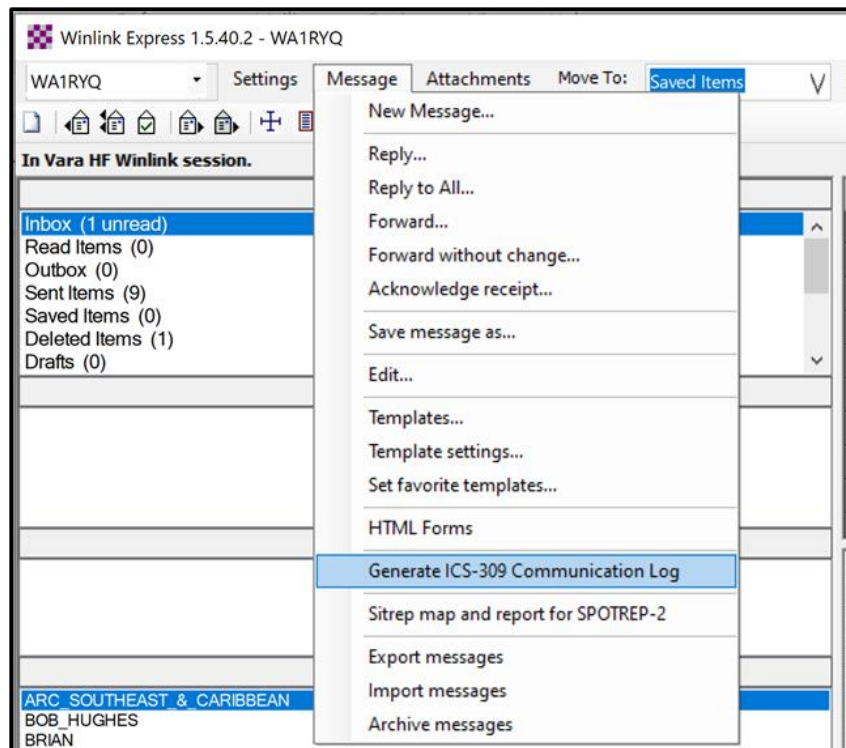 Winlink Express 1.5.40.2 - WA1RYQ
WA1RYQ Settings Message Attachments Move To: Saved Items
In Vara HF Winlink session.
Inbox (1 unread)
Read Items (0)
Outbox (0)
Sent Items (9)
Saved Items (0)
Deleted Items (1)
Drafts (0)
ARC_SOUTHEAST_&_CARIBBEAN
BOB_HUGHES
BRIAN
New Message...
Reply...
Reply to All...
Forward...
Forward without change...
Acknowledge receipt...
Save message as...
Edit...
Templates...
Template settings...
Set favorite templates...
HTML Forms
Generate ICS-309 Communication Log
Sitrep map and report for SPOTREP-2
Export messages
Import messages
Archive messages